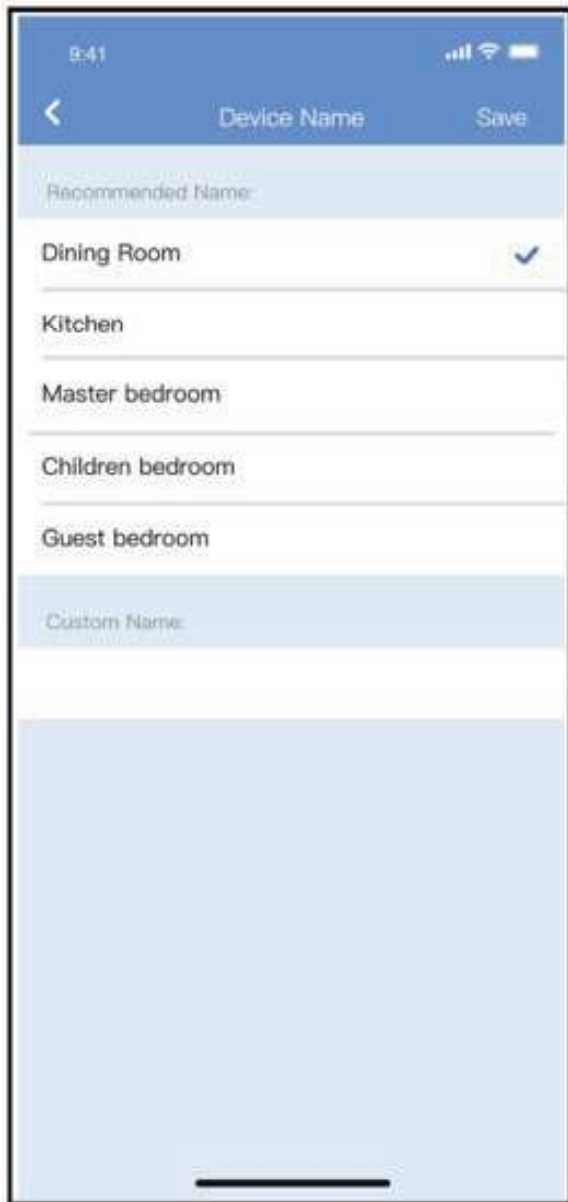 9:41
Device Name
Save
Recommended Name:
Dining Room
Kitchen
Master bedroom
Children bedroom
Guest bedroom
Custom Name: